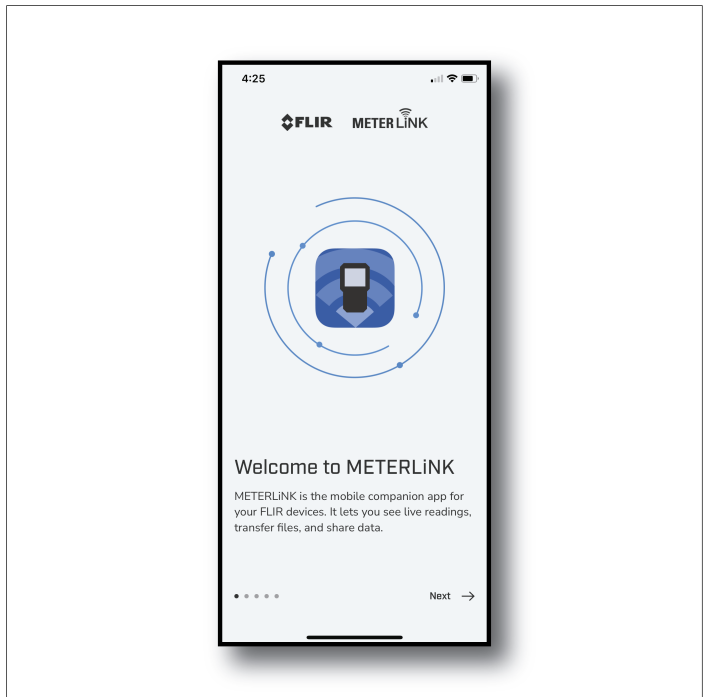 4:25
FLIR METERLiNK
Welcome to METERLiNK
METERLiNK is the mobile companion app for
your FLIR devices. It lets you see live readings,
transfer files, and share data.
Next